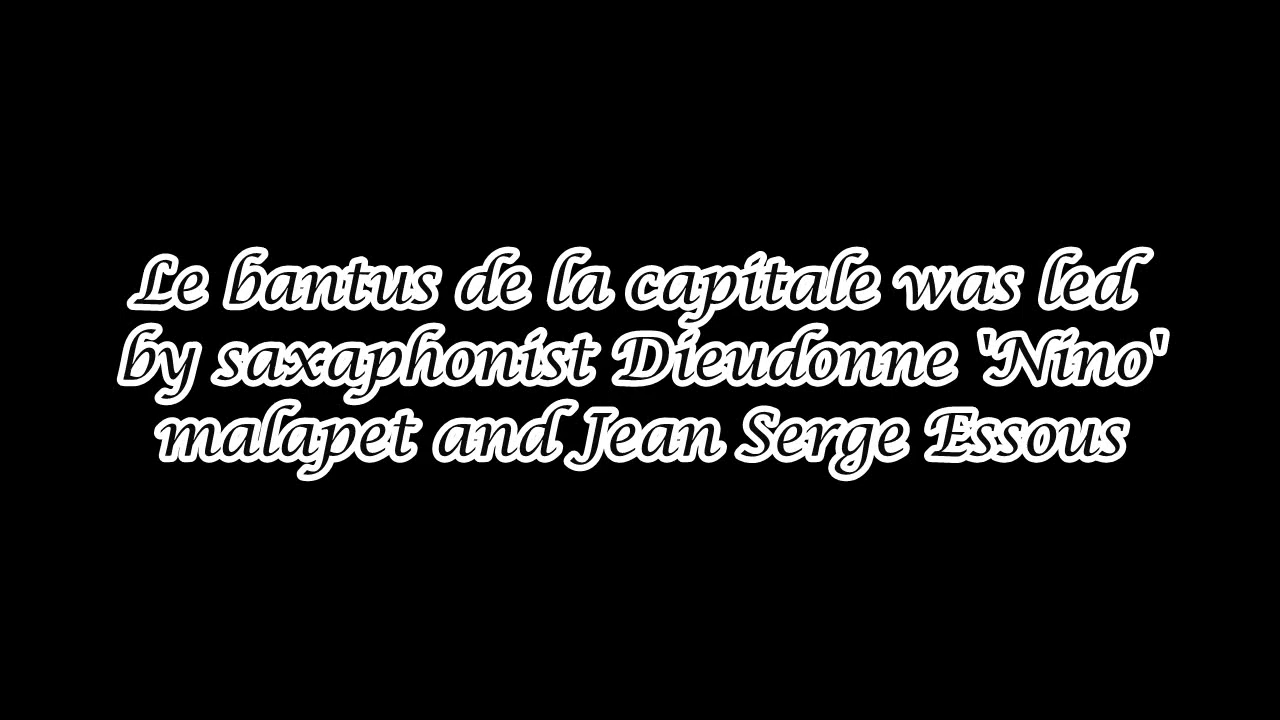 Le bantus de la capitale was led
by saxaphonist Dieudonne 'Nino'
malapet and Jean Serge Essous